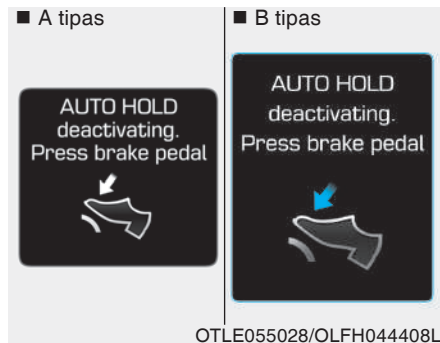 ■ A tipas
AUTO HOLD
deactivating.
Press brake pedal
■ B tipas
AUTO HOLD
deactivating.
Press brake pedal
OTLE055028/OLFH044408L